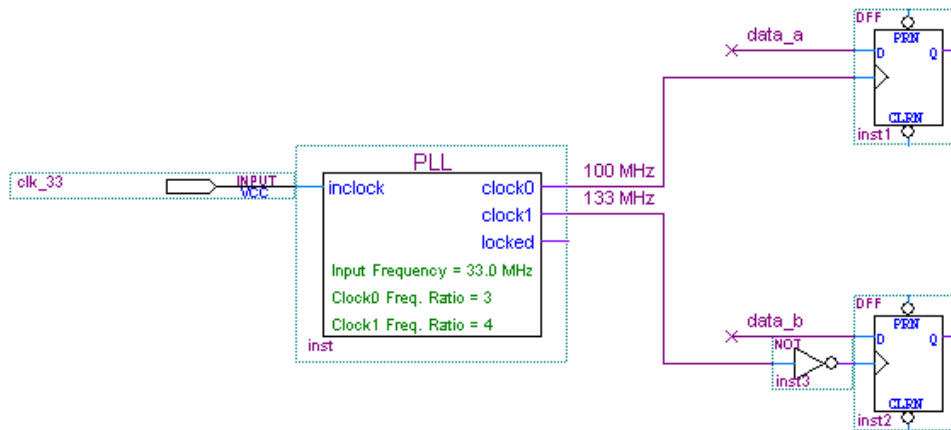 clk_33
INPUT
VCC
PLL
inclock
clock0
clock1
locked
Input Frequency = 33.0 MHz
Clock0 Freq. Ratio = 3
Clock1 Freq. Ratio = 4
inst
100 MHz
133 MHz
data_a
DFF
PRN
D
Q
CLRN
inst1
data_b
NOT
inst3
DFF
PRN
D
Q
CLRN
inst2